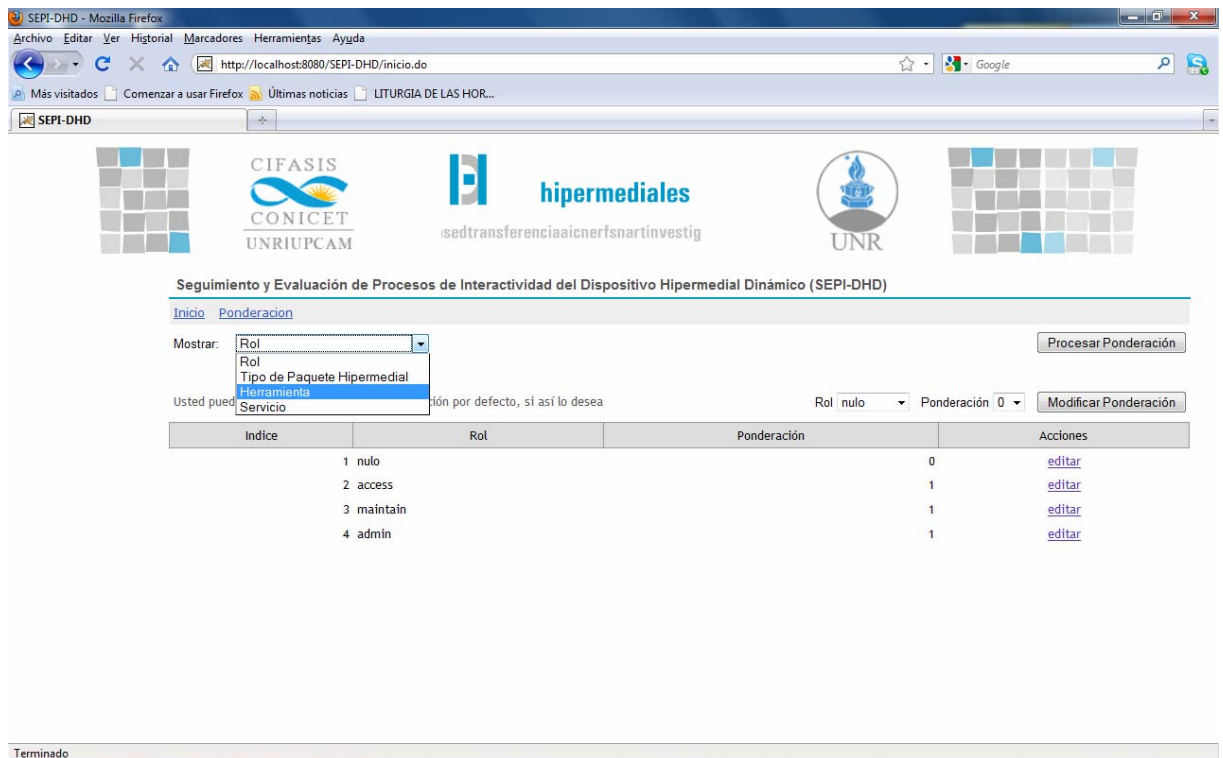 SEPI-DHD - Mozilla Firefox
Archivo Editar Ver Historial Marcadores Herramientas Ayuda
http://localhost:8080/SEPI-DHD/inicio.do
Google
Más visitados Comenzar a usar Firefox Últimas noticias LITURGIA DE LAS HOR...
SEPI-DHD
CIFASIS
CONICET
UNRIUPCAM
hipermediales
ısedtransferenciaaicnerfsnartinvestig
UNR
Seguimiento y Evaluación de Procesos de Interactividad del Dispositivo Hipermedial Dinámico (SEPI-DHD)
Inicio Ponderacion
Mostrar: Rol Procesar Ponderación
Rol
Tipo de Paquete Hipermedial
Herramienta
Servicio
Usted pued ción por defecto, si así lo desea Rol nulo Ponderación 0 Modificar Ponderación
Indice Rol Ponderación Acciones
1 nulo 0 editar
2 access 1 editar
3 maintain 1 editar
4 admin 1 editar
Terminado